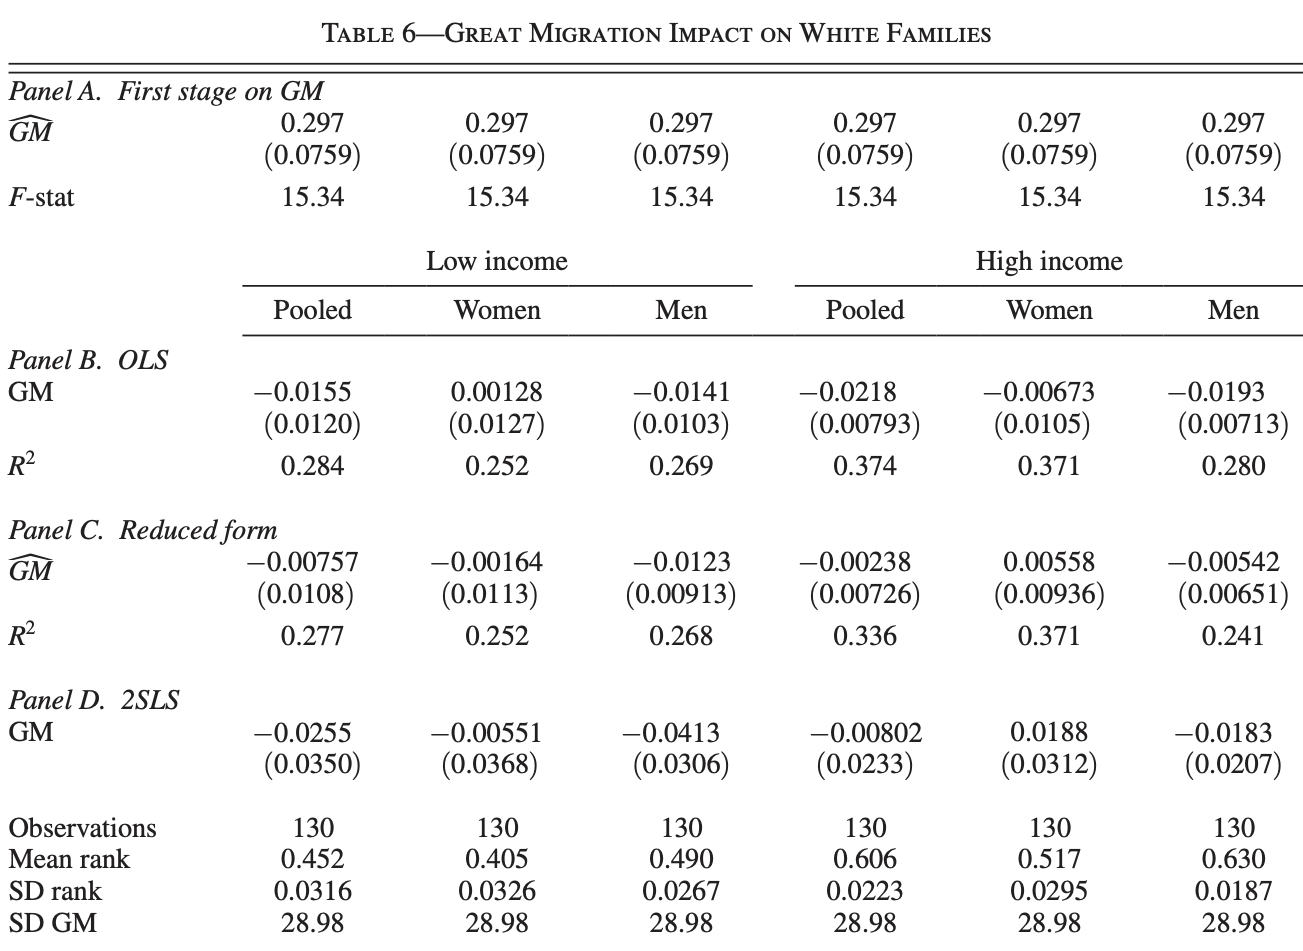 TABLE 6—GREAT MIGRATION IMPACT ON WHITE FAMILIES
Panel A. First stage on GM
\widehat{GM} 0.297 0.297 0.297 0.297 0.297 0.297
(0.0759) (0.0759) (0.0759) (0.0759) (0.0759) (0.0759)
F-stat 15.34 15.34 15.34 15.34 15.34 15.34
Low income High income
Pooled Women Men Pooled Women Men
Panel B. OLS
GM −0.0155 0.00128 −0.0141 −0.0218 −0.00673 −0.0193
(0.0120) (0.0127) (0.0103) (0.00793) (0.0105) (0.00713)
R² 0.284 0.252 0.269 0.374 0.371 0.280
Panel C. Reduced form
\widehat{GM} −0.00757 −0.00164 −0.0123 −0.00238 0.00558 −0.00542
(0.0108) (0.0113) (0.00913) (0.00726) (0.00936) (0.00651)
R² 0.277 0.252 0.268 0.336 0.371 0.241
Panel D. 2SLS
GM −0.0255 −0.00551 −0.0413 −0.00802 0.0188 −0.0183
(0.0350) (0.0368) (0.0306) (0.0233) (0.0312) (0.0207)
Observations 130 130 130 130 130 130
Mean rank 0.452 0.405 0.490 0.606 0.517 0.630
SD rank 0.0316 0.0326 0.0267 0.0223 0.0295 0.0187
SD GM 28.98 28.98 28.98 28.98 28.98 28.98